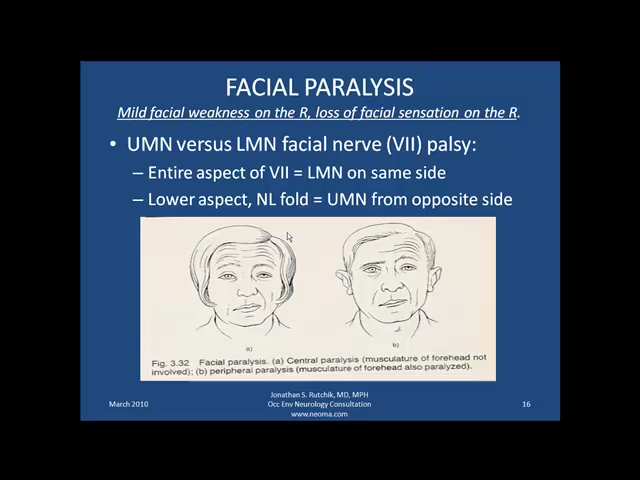 FACIAL PARALYSIS
Mild facial weakness on the R, loss of facial sensation on the R.
• UMN versus LMN facial nerve (VII) palsy:
– Entire aspect of VII = LMN on same side
– Lower aspect, NL fold = UMN from opposite side
a)
b)
Fig. 3.32 Facial paralysis. (a) Central paralysis (musculature of forehead not
involved); (b) peripheral paralysis (musculature of forehead also paralyzed).
March 2010
Jonathan S. Rutchik, MD, MPH
Occ Env Neurology Consultation
www.neoma.com
16